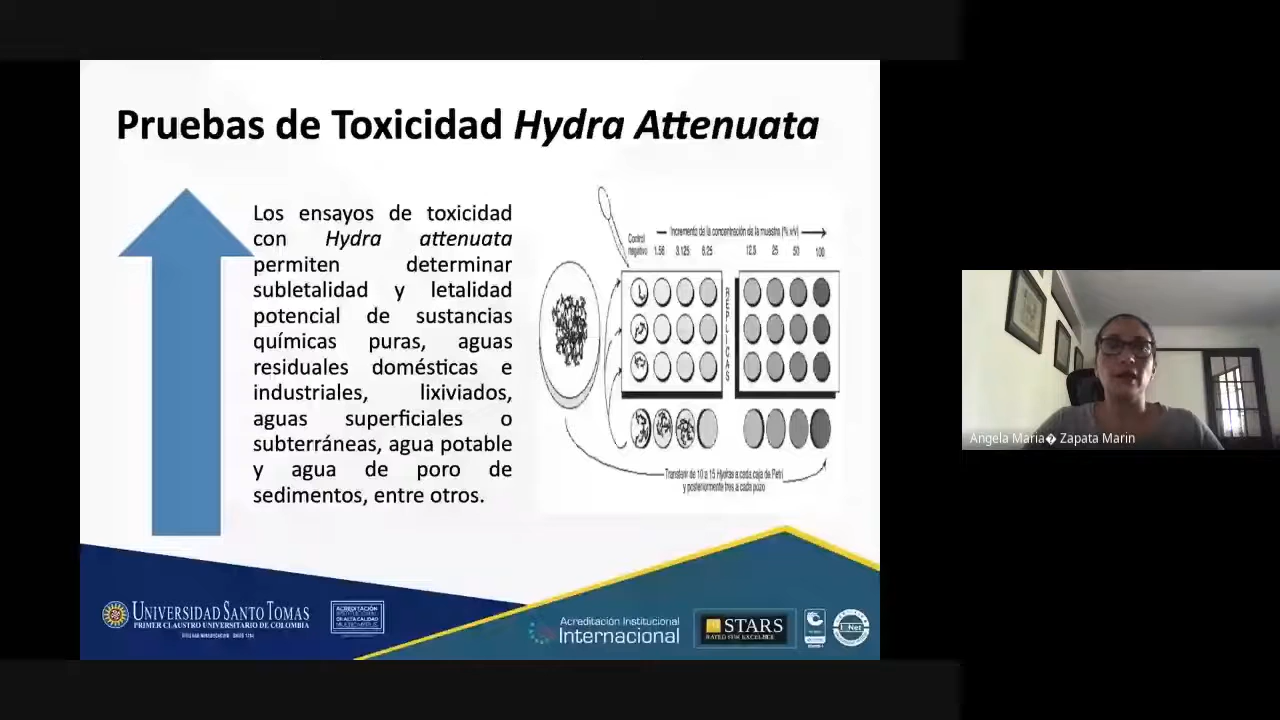 Pruebas de Toxicidad Hydra Attenuata
Los ensayos de toxicidad
con Hydra attenuata
permiten determinar
subletalidad y letalidad
potencial de sustancias
químicas puras, aguas
residuales domésticas e
industriales, lixiviados,
aguas superficiales o
subterráneas, agua potable
y agua de poro de
sedimentos, entre otros.
Incremento de la concentración de la muestra (% v/v)
Control
negativo
1.56 3.125 6.25 12.5 25 50 100
REPLICAS
Transferir de 10 a 15 Hydras a cada caja de Petri
y posteriormente tres a cada pozo
Angela Maria� Zapata Marin
UNIVERSIDAD SANTO TOMAS
PRIMER CLAUSTRO UNIVERSITARIO DE COLOMBIA
ACREDITACIÓN
DE ALTA CALIDAD
Acreditación Institucional
Internacional
STARS
RATED FOR EXCELLENCE